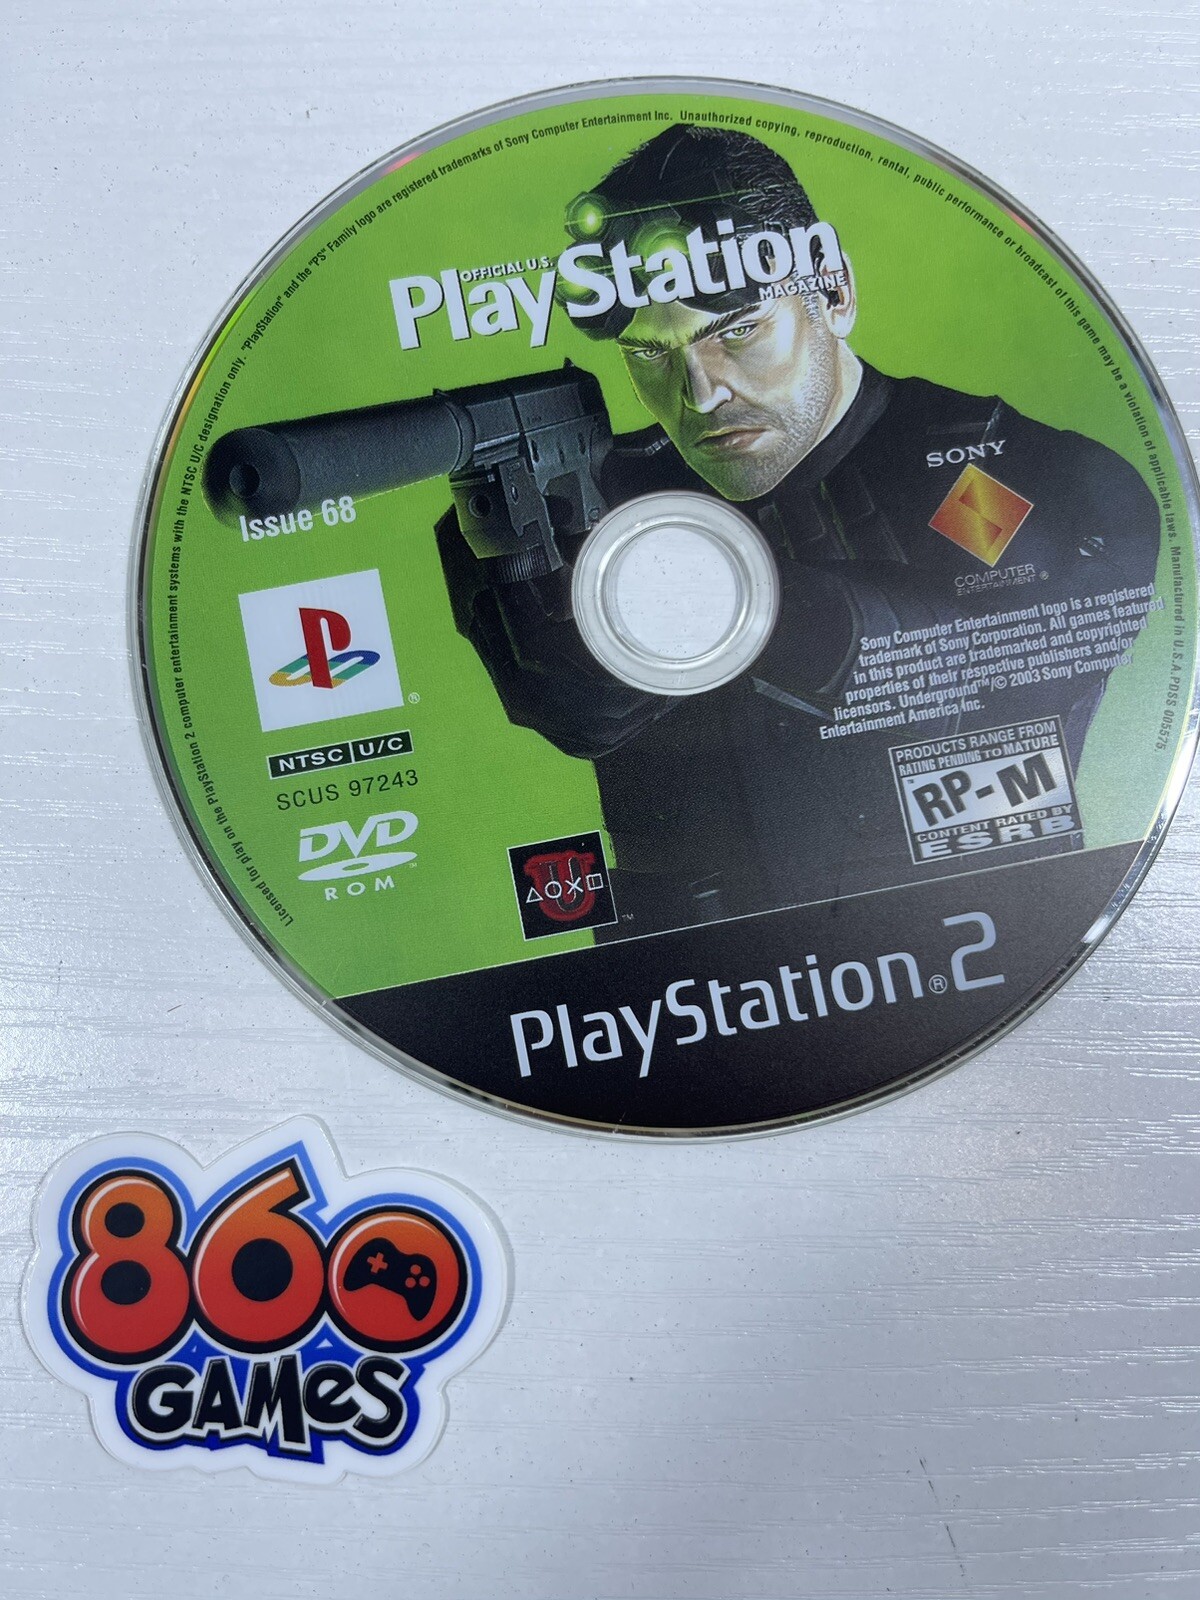 Licensed for play on the PlayStation 2 computer entertainment systems with the NTSC U/C designation only. "PlayStation" and the "PS" Family logo are registered trademarks of Sony Computer Entertainment Inc. Unauthorized copying, reproduction, rental, public performance or broadcast of this game may be a violation of applicable laws. Manufactured in U.S.A. PDSS 005575
OFFICIAL U.S.
PlayStation
MAGAZINE
Issue 68
SONY
COMPUTER
ENTERTAINMENT®
Sony Computer Entertainment logo is a registered
trademark of Sony Corporation. All games featured
in this product are trademarked and copyrighted
properties of their respective publishers and/or
licensors. Underground™/© 2003 Sony Computer
Entertainment America Inc.
®
NTSC U/C
SCUS 97243
DVD
™
ROM
PRODUCTS RANGE FROM
RATING PENDING TO MATURE
RP-M
CONTENT RATED BY
ESRB
U
™
PlayStation®2
860
GAMeS